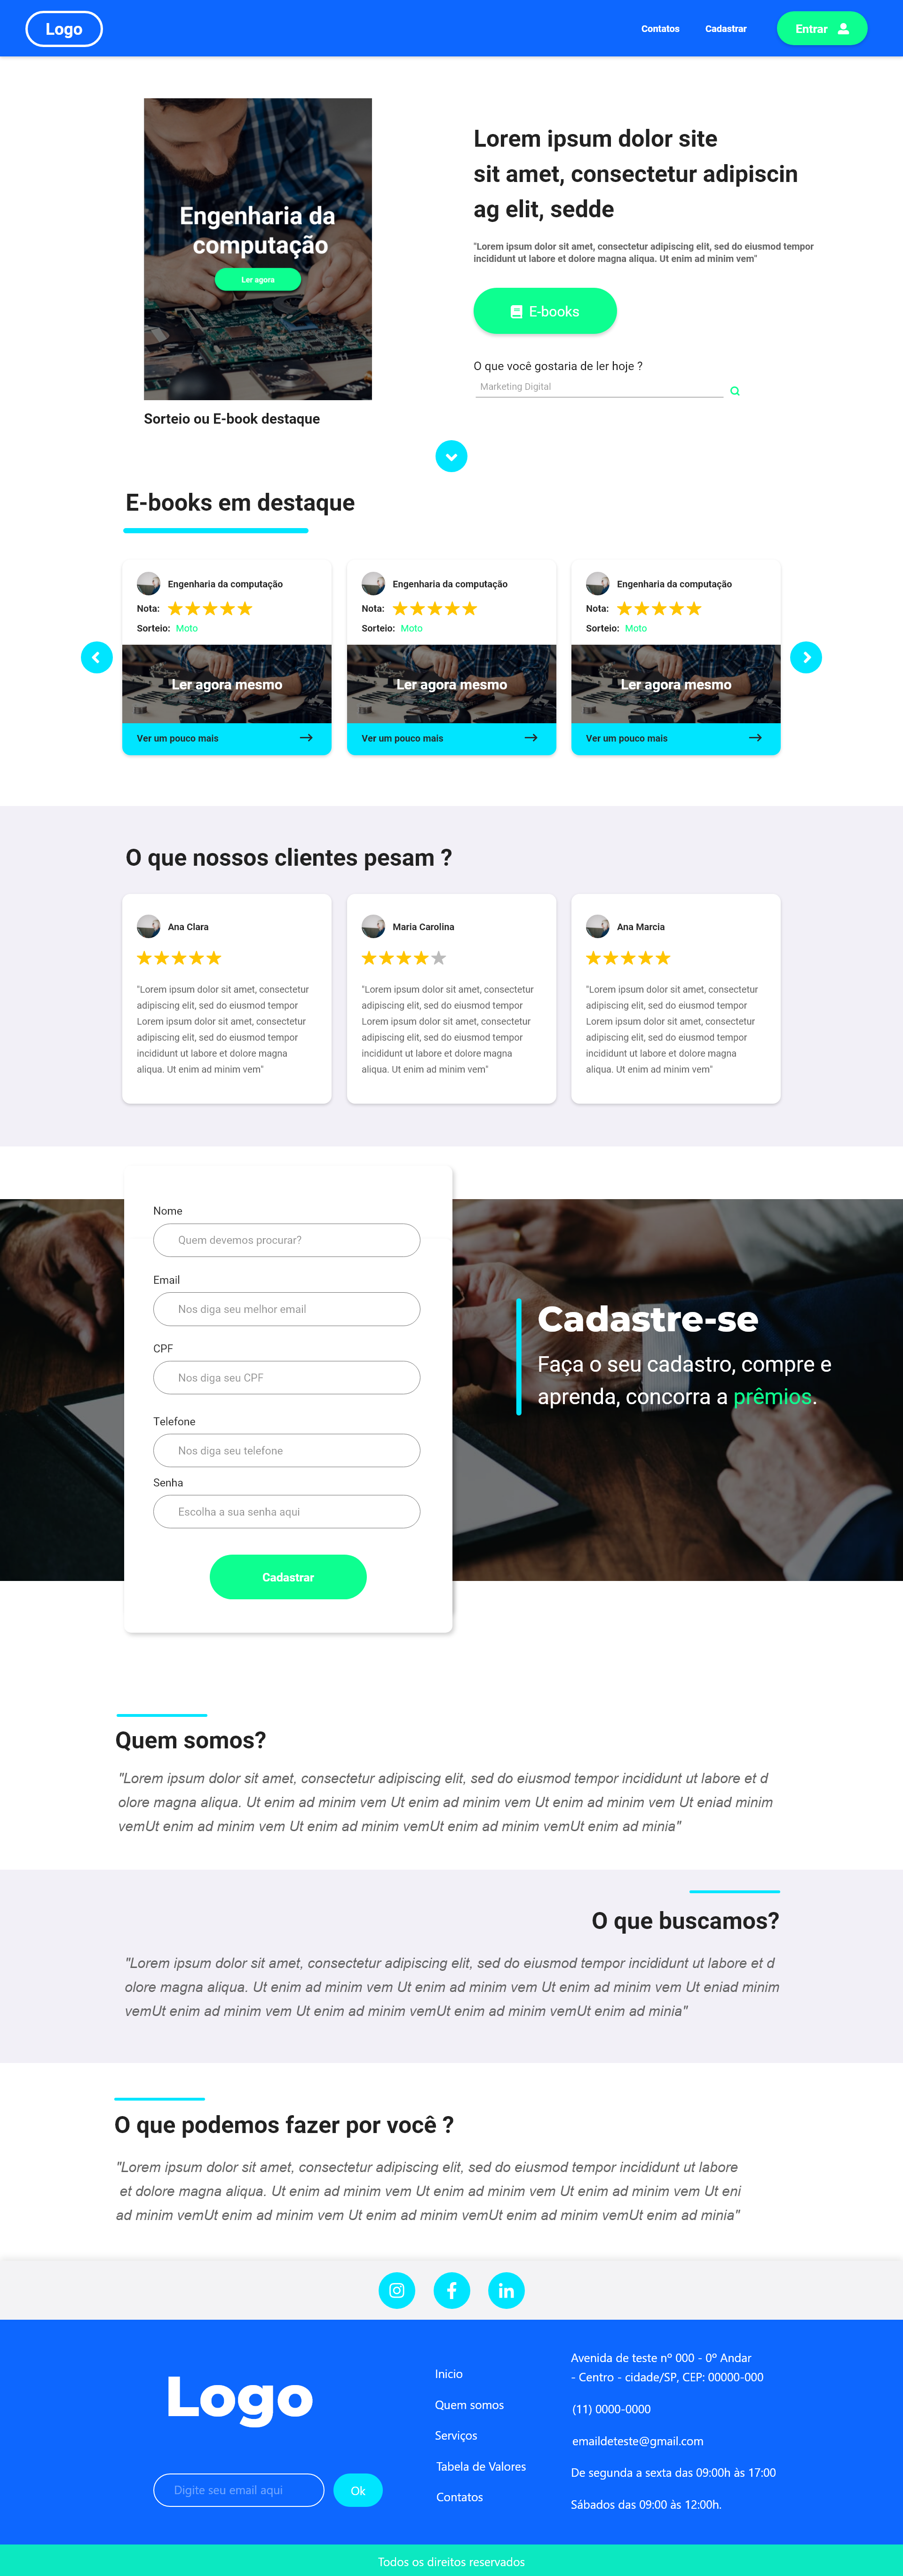 Logo
Contatos
Cadastrar
Entrar
Engenharia da
computação
Ler agora
Sorteio ou E-book destaque
Lorem ipsum dolor site
sit amet, consectetur adipiscin
ag elit, sedde
"Lorem ipsum dolor sit amet, consectetur adipiscing elit, sed do eiusmod tempor
incididunt ut labore et dolore magna aliqua. Ut enim ad minim vem"
E-books
O que você gostaria de ler hoje ?
Marketing Digital
E-books em destaque
Engenharia da computação
Nota:
Sorteio: Moto
Ler agora mesmo
Ver um pouco mais
Engenharia da computação
Nota:
Sorteio: Moto
Ler agora mesmo
Ver um pouco mais
Engenharia da computação
Nota:
Sorteio: Moto
Ler agora mesmo
Ver um pouco mais
O que nossos clientes pesam ?
Ana Clara
"Lorem ipsum dolor sit amet, consectetur
adipiscing elit, sed do eiusmod tempor
Lorem ipsum dolor sit amet, consectetur
adipiscing elit, sed do eiusmod tempor
incididunt ut labore et dolore magna
aliqua. Ut enim ad minim vem"
Maria Carolina
"Lorem ipsum dolor sit amet, consectetur
adipiscing elit, sed do eiusmod tempor
Lorem ipsum dolor sit amet, consectetur
adipiscing elit, sed do eiusmod tempor
incididunt ut labore et dolore magna
aliqua. Ut enim ad minim vem"
Ana Marcia
"Lorem ipsum dolor sit amet, consectetur
adipiscing elit, sed do eiusmod tempor
Lorem ipsum dolor sit amet, consectetur
adipiscing elit, sed do eiusmod tempor
incididunt ut labore et dolore magna
aliqua. Ut enim ad minim vem"
Nome
Quem devemos procurar?
Email
Nos diga seu melhor email
CPF
Nos diga seu CPF
Telefone
Nos diga seu telefone
Senha
Escolha a sua senha aqui
Cadastrar
Cadastre-se
Faça o seu cadastro, compre e
aprenda, concorra a prêmios.
Quem somos?
"Lorem ipsum dolor sit amet, consectetur adipiscing elit, sed do eiusmod tempor incididunt ut labore et d
olore magna aliqua. Ut enim ad minim vem Ut enim ad minim vem Ut enim ad minim vem Ut eniad minim
vemUt enim ad minim vem Ut enim ad minim vemUt enim ad minim vemUt enim ad minia"
O que buscamos?
"Lorem ipsum dolor sit amet, consectetur adipiscing elit, sed do eiusmod tempor incididunt ut labore et d
olore magna aliqua. Ut enim ad minim vem Ut enim ad minim vem Ut enim ad minim vem Ut eniad minim
vemUt enim ad minim vem Ut enim ad minim vemUt enim ad minim vemUt enim ad minia"
O que podemos fazer por você ?
"Lorem ipsum dolor sit amet, consectetur adipiscing elit, sed do eiusmod tempor incididunt ut labore
et dolore magna aliqua. Ut enim ad minim vem Ut enim ad minim vem Ut enim ad minim vem Ut eni
ad minim vemUt enim ad minim vem Ut enim ad minim vemUt enim ad minim vemUt enim ad minia"
Logo
Digite seu email aqui
Ok
Inicio
Quem somos
Serviços
Tabela de Valores
Contatos
Avenida de teste nº 000 - 0º Andar
- Centro - cidade/SP, CEP: 00000-000
(11) 0000-0000
emaildeteste@gmail.com
De segunda a sexta das 09:00h às 17:00
Sábados das 09:00 às 12:00h.
Todos os direitos reservados